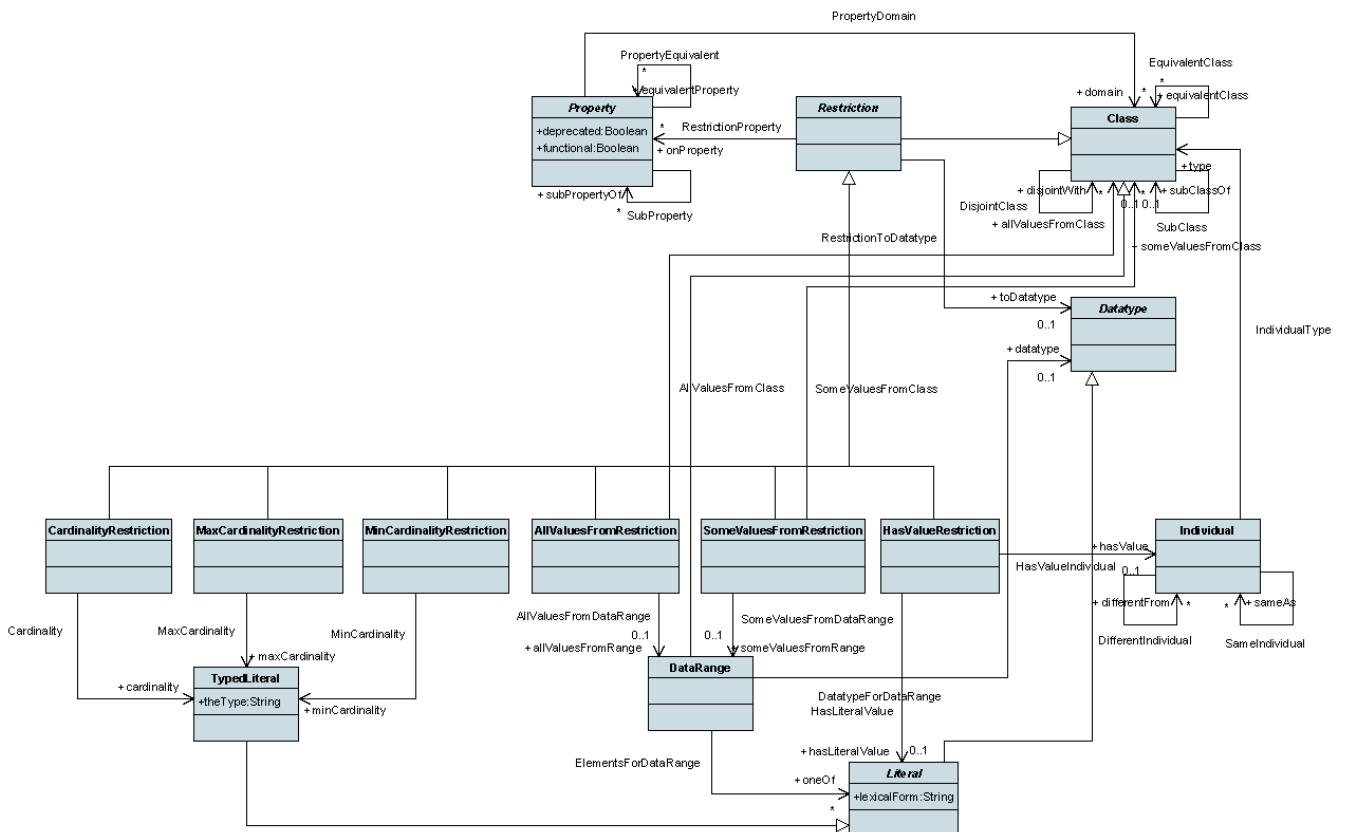 PropertyDomain
PropertyEquivalent
EquivalentClass
*
*
+ equivalertProperty
+ domain
*
+ equivalentClass
Property
Restriction
Class
+deprecated:Boolean
+functional:Boolean
*
RestrictionProperty
+ onProperty
+ type
+ subPropertyOf
*
SubProperty
+ disjointWith
*
*
+ subClassOf
DisjointClass
0..1
0..1
+ allValuesFromClass
SubClass
RestrictionToDatatype
+ someValuesFromClass
+ toDatatype
0..1
Datatype
IndividualType
+ datatype
0..1
AllValuesFromClass
SomeValuesFromClass
CardinalityRestriction
MaxCardinalityRestriction
MinCardinalityRestriction
AllValuesFromRestriction
SomeValuesFromRestriction
HasValueRestriction
Individual
+ hasValue
HasValueIndividual
0..1
+ differentFrom
*
*
+ sameAs
DifferentIndividual
SameIndividual
Cardinality
MaxCardinality
MinCardinality
AllValuesFromDataRange
SomeValuesFromDataRange
0..1
0..1
+ allValuesFromRange
+ someValuesFromRange
+ maxCardinality
TypedLiteral
DataRange
+ cardinality
+theType:String
+ minCardinality
DatatypeForDataRange
HasLiteralValue
+ hasLiteralValue
0..1
ElementsForDataRange
+ oneOf
Literal
+lexicalForm:String
*